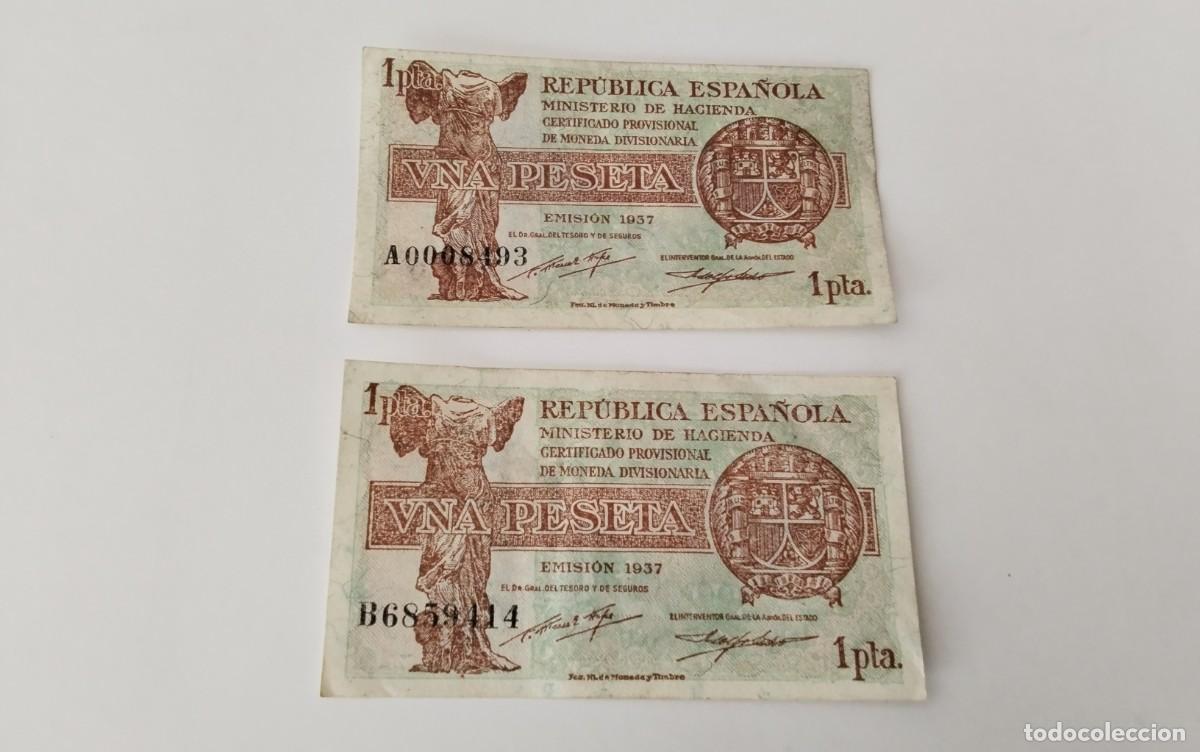 1pta.
REPÚBLICA ESPAÑOLA
MINISTERIO DE HACIENDA
CERTIFICADO PROVISIONAL
DE MONEDA DIVISIONARIA
VNA PESETA
EMISIÓN 1937
EL DR. GRAL. DEL TESORO Y DE SEGUROS
A0008493
EL INTERVENTOR GRAL. DE LA ADMÓN. DEL ESTADO
1pta.
Fca. Nl. de Moneda y Timbre
1pta.
REPÚBLICA ESPAÑOLA
MINISTERIO DE HACIENDA
CERTIFICADO PROVISIONAL
DE MONEDA DIVISIONARIA
VNA PESETA
EMISIÓN 1937
EL DR. GRAL. DEL TESORO Y DE SEGUROS
B6859414
EL INTERVENTOR GRAL. DE LA ADMÓN. DEL ESTADO
1pta.
Fca. Nl. de Moneda y Timbre
todocoleccion